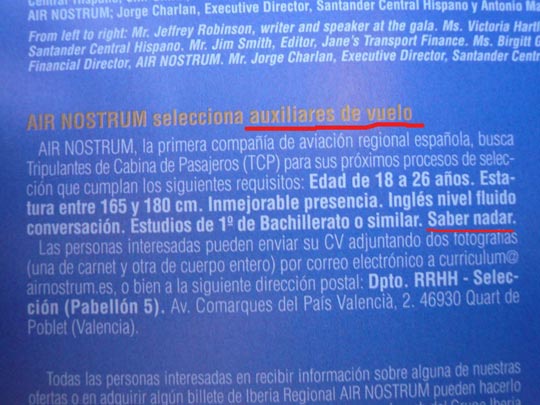 Central Hispano,
AIR NOSTRUM; Jorge Charlan, Executive Director, Santander Central Hispano y Antonio
From left to right: Mr. Jeffrey Robinson, writer and speaker at the gala. Ms. Victoria
Santander Central Hispano. Mr. Jim Smith, Editor, Jane's Transport Finance. Ms. Birgitt
Financial Director, AIR NOSTRUM. Mr. Jorge Charlan, Executive Director, Santander
AIR NOSTRUM selecciona auxiliares de vuelo
AIR NOSTRUM, la primera compañía de aviación regional española, busca
Tripulantes de Cabina de Pasajeros (TCP) para sus próximos procesos de selec-
ción que cumplan los siguientes requisitos: Edad de 18 a 26 años. Esta-
tura entre 165 y 180 cm. Inmejorable presencia. Inglés nivel fluido
conversación. Estudios de 1º de Bachillerato o similar. Saber nadar.
Las personas interesadas pueden enviar su CV adjuntando dos fotografías
(una de carnet y otra de cuerpo entero) por correo electrónico a curriculum@
airnostrum.es, o bien a la siguiente dirección postal: Dpto. RRHH - Selec-
ción (Pabellón 5). Av. Comarques del País Valencià, 2. 46930 Quart de
Poblet (Valencia).
Todas las personas interesadas en recibir información sobre alguna de nuestras
ofertas o en adquirir algún billete de Iberia Regional AIR NOSTRUM pueden hacerlo
del Grupo Iberia